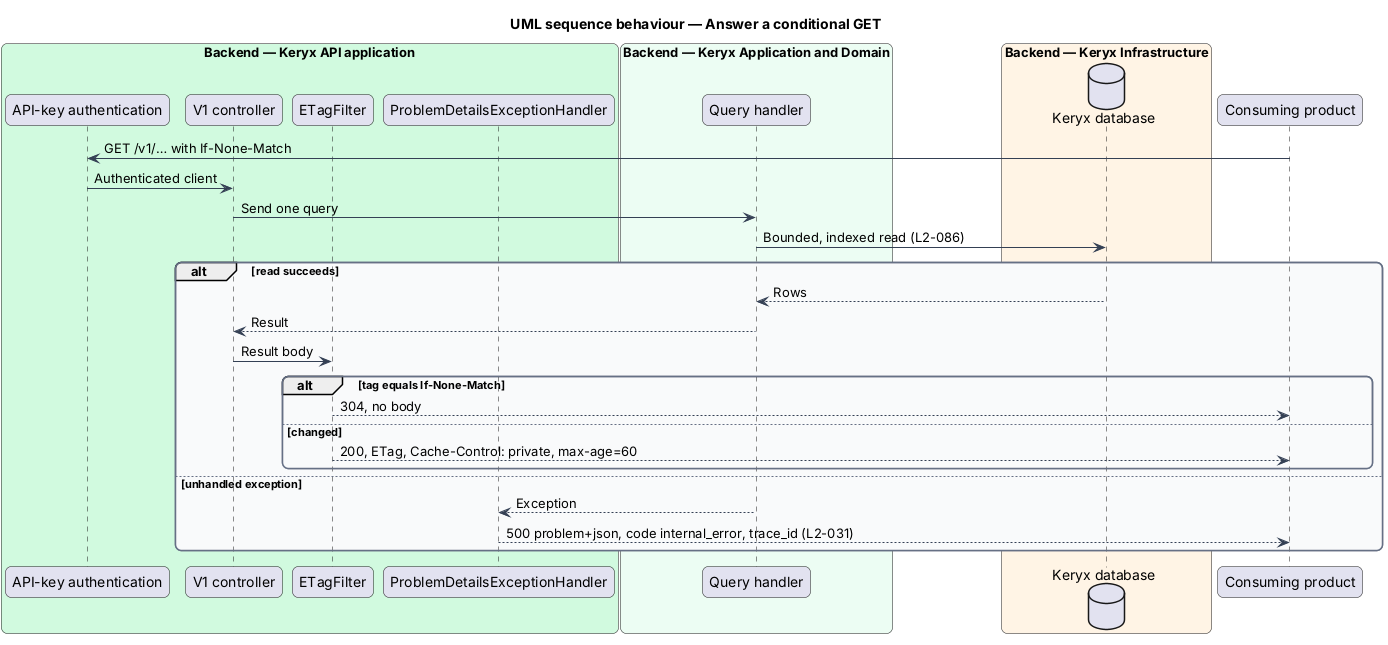 UML sequence behaviour — Answer a conditional GET
Backend — Keryx API application
Backend — Keryx Application and Domain
Backend — Keryx Infrastructure
API-key authentication
V1 controller
ETagFilter
ProblemDetailsExceptionHandler
Query handler
Keryx database
Consuming product
GET /v1/... with If-None-Match
Authenticated client
Send one query
Bounded, indexed read (L2-086)
alt
[read succeeds]
Rows
Result
Result body
alt
[tag equals If-None-Match]
304, no body
[changed]
200, ETag, Cache-Control: private, max-age=60
[unhandled exception]
Exception
500 problem+json, code internal_error, trace_id (L2-031)
API-key authentication
V1 controller
ETagFilter
ProblemDetailsExceptionHandler
Query handler
Keryx database
Consuming product